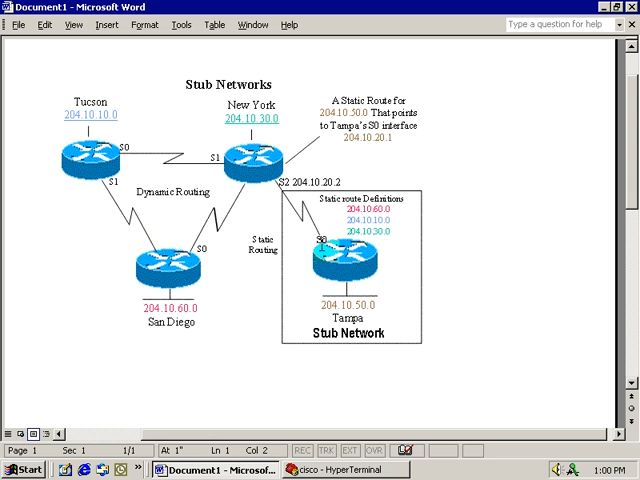 Document1 - Microsoft Word
File Edit View Insert Format Tools Table Window Help
Type a question for help
Stub Networks
Tucson
204.10.10.0
New York
204.10.30.0
A Static Route for
204.10.50.0 That points
to Tampa's S0 interface
204.10.20.1
S0
S1
S1
Dynamic Routing
S2 204.10.20.2
Static route Definitions
204.10.60.0
204.10.10.0
204.10.30.0
S0
Static
Routing
S0
204.10.60.0
San Diego
204.10.50.0
Tampa
Stub Network
Page 1 Sec 1 1/1 At 1" Ln 1 Col 2 REC TRK EXT OVR
Start Document1 - Microsof... cisco - HyperTerminal 1:00 PM